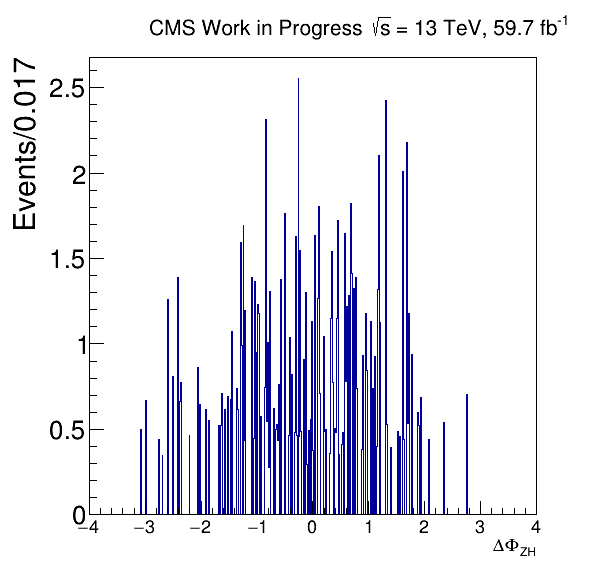 CMS Work in Progress √s = 13 TeV, 59.7 fb⁻¹
Events/0.017
2.5
2
1.5
1
0.5
0
−4 −3 −2 −1 0 1 2 3 4
ΔΦ_ZH